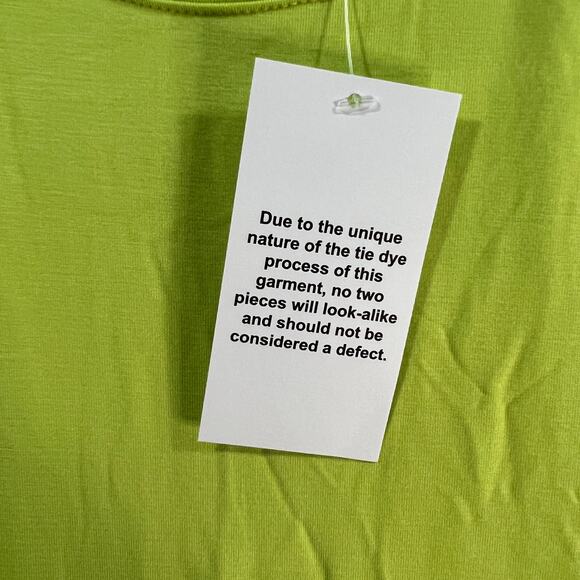 Due to the unique
nature of the tie dye
process of this
garment, no two
pieces will look-alike
and should not be
considered a defect.